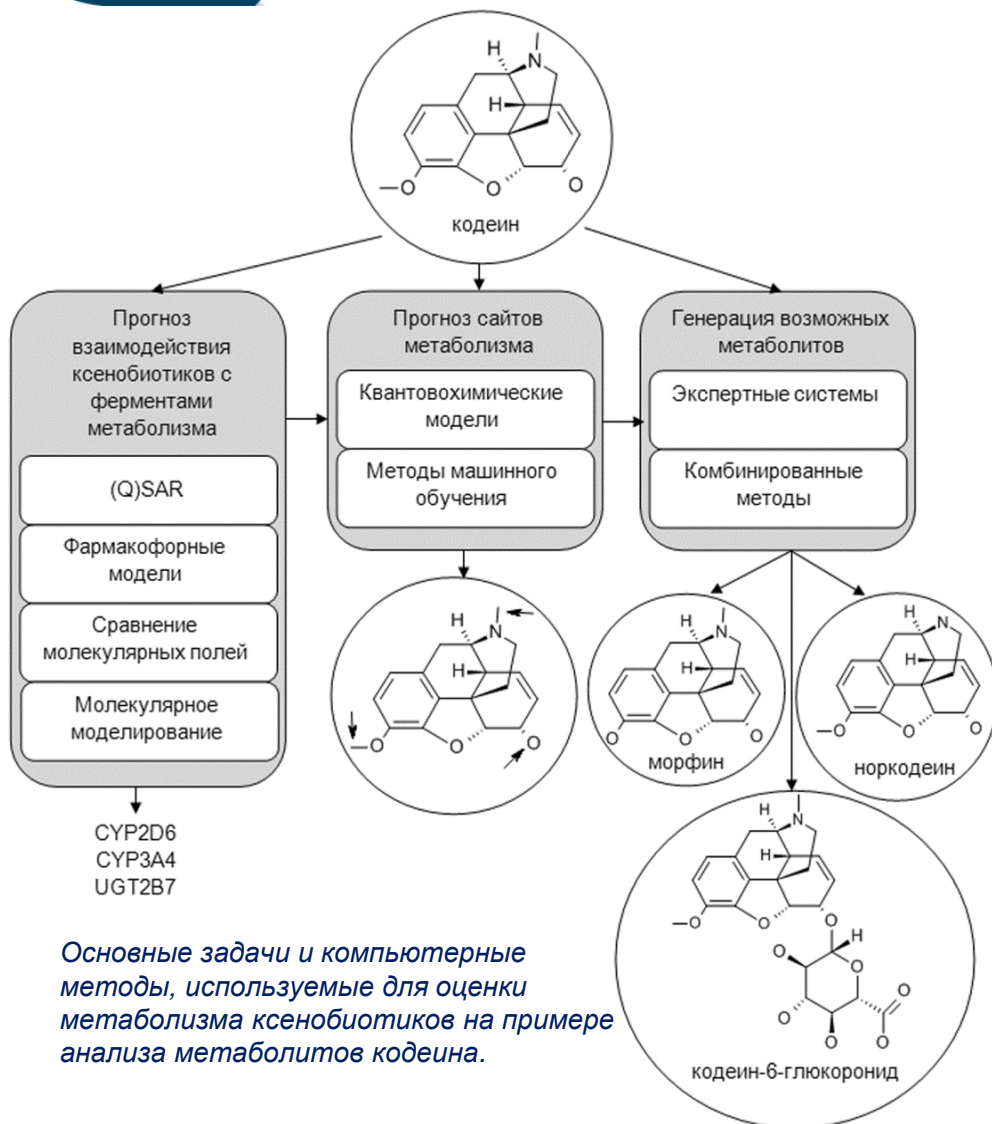 H
N
H
O
O
O
кодеин
Прогноз
взаимодействия
ксенобиотиков с
ферментами
метаболизма
(Q)SAR
Фармакофорные
модели
Сравнение
молекулярных полей
Молекулярное
моделирование
CYP2D6
CYP3A4
UGT2B7
Прогноз сайтов
метаболизма
Квантовохимические
модели
Методы машинного
обучения
H
N
H
O
O
O
Генерация возможных
метаболитов
Экспертные системы
Комбинированные
методы
H
N
H
O
O
O
морфин
H
N
H
O
O
O
норкодеин
H
N
H
O
O
O
H
O
O
O
O
O
O
кодеин-6-глюкоронид
Основные задачи и компьютерные
методы, используемые для оценки
метаболизма ксенобиотиков на примере
анализа метаболитов кодеина.